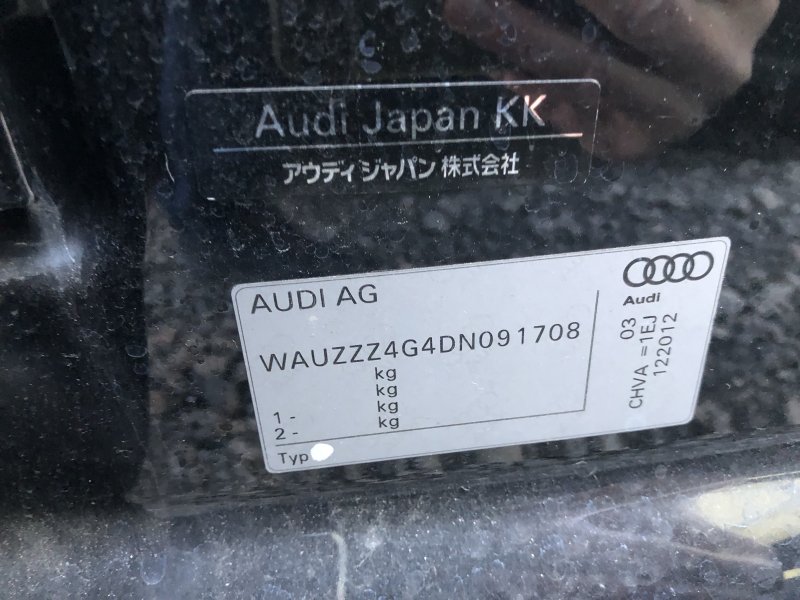 Audi Japan KK
アウディ ジャパン 株式会社
AUDI AG
WAUZZZ4G4DN091708
kg
kg
1 - kg
2 - kg
Typ
Audi
03
CHVA =1EJ
122012